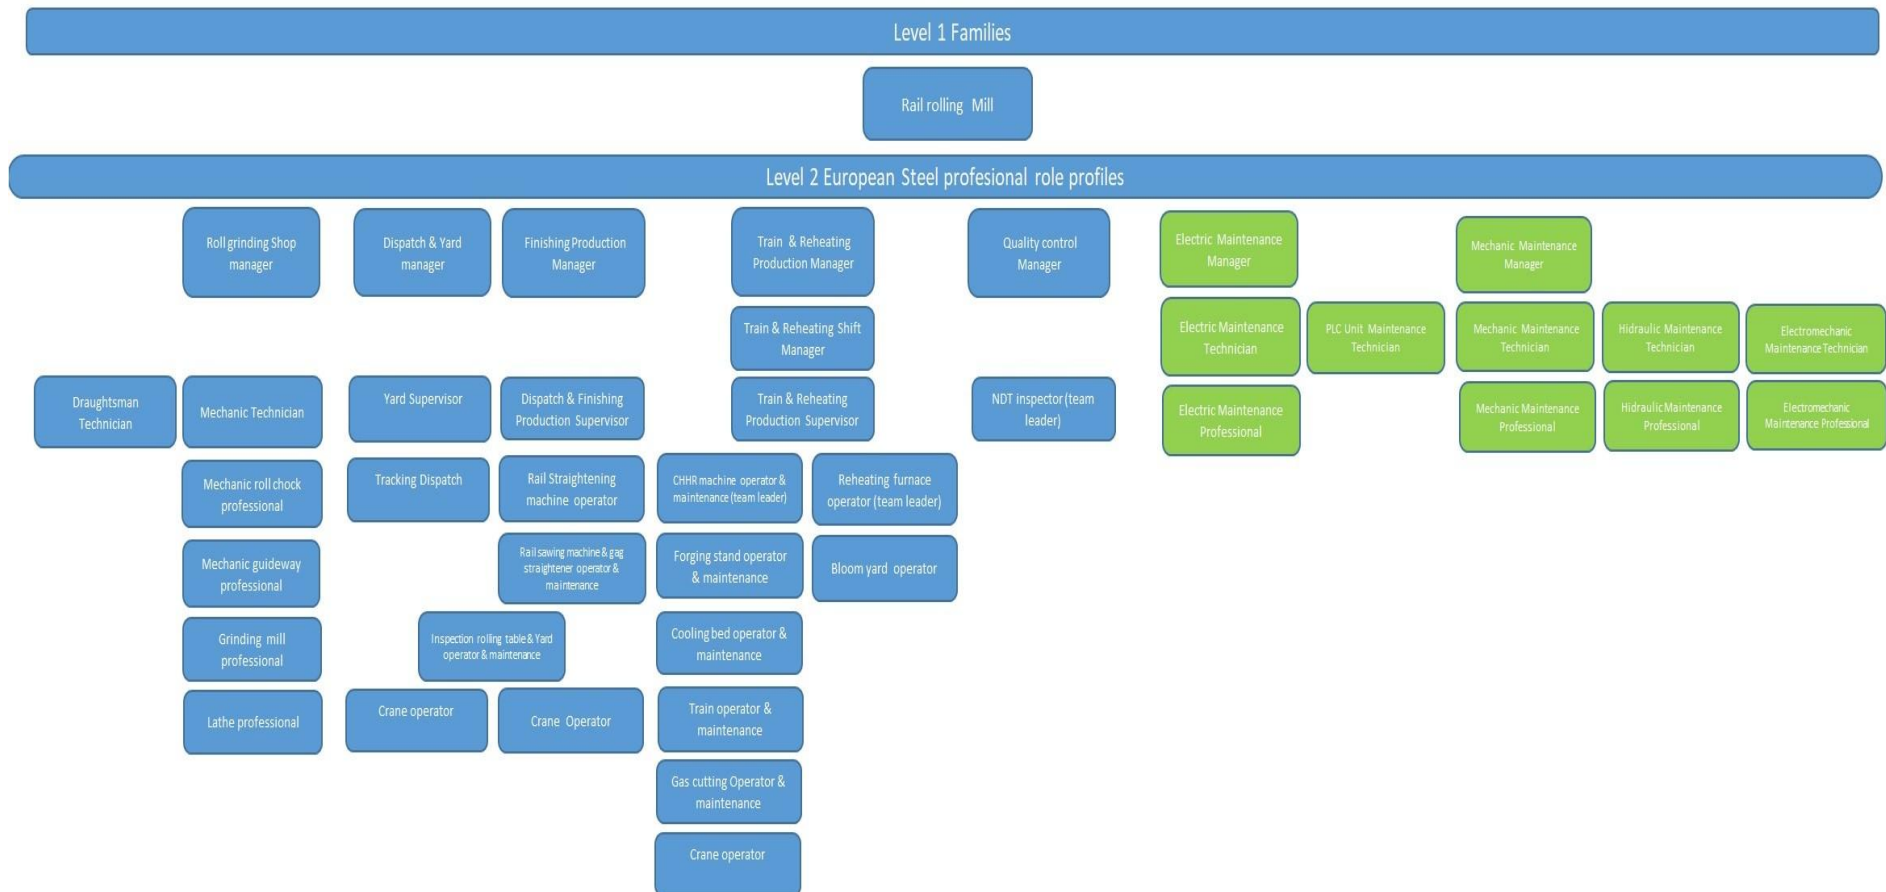 Level 1 Families
Rail rolling Mill
Level 2 European Steel profesional role profiles
Roll grinding Shop
manager
Dispatch & Yard
manager
Finishing Production
Manager
Train & Reheating
Production Manager
Quality control
Manager
Electric Maintenance
Manager
Mechanic Maintenance
Manager
Train & Reheating Shift
Manager
Electric Maintenance
Technician
PLC Unit Maintenance
Technician
Mechanic Maintenance
Technician
Hidraulic Maintenance
Technician
Electromechanic
Maintenance Technician
Draughtsman
Technician
Mechanic Technician
Yard Supervisor
Dispatch & Finishing
Production Supervisor
Train & Reheating
Production Supervisor
NDT inspector (team
leader)
Electric Maintenance
Professional
Mechanic Maintenance
Professional
Hidraulic Maintenance
Professional
Electromechanic
Maintenance Professional
Mechanic roll chock
professional
Tracking Dispatch
Rail Straightening
machine operator
CHHR machine operator &
maintenance (team leader)
Reheating furnace
operator (team leader)
Mechanic guideway
professional
Rail sawing machine & gag
straightener operator &
maintenance
Forging stand operator
& maintenance
Bloom yard operator
Grinding mill
professional
Inspection rolling table & Yard
operator & maintenance
Cooling bed operator &
maintenance
Lathe professional
Crane operator
Crane Operator
Train operator &
maintenance
Gas cutting Operator &
maintenance
Crane operator